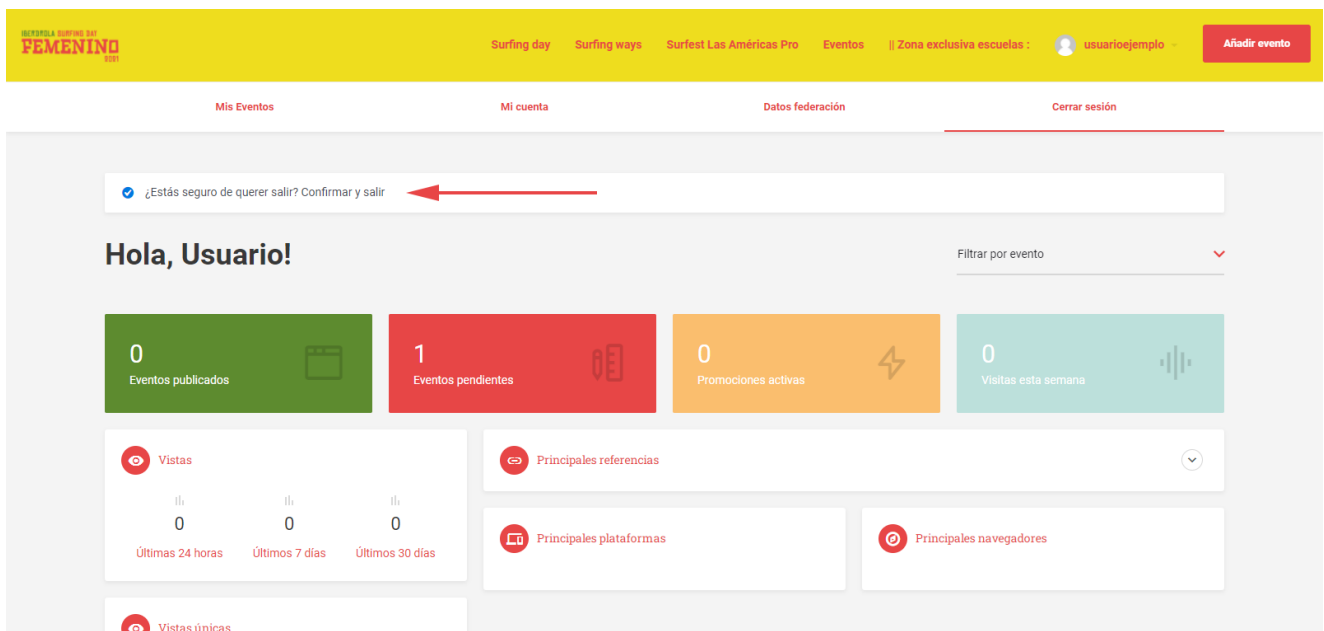 IBERDROLA SURFING DAY
FEMENINO
Surfing day Surfing ways Surfest Las Américas Pro Eventos || Zona exclusiva escuelas : usuarioejemplo Añadir evento
Mis Eventos Mi cuenta Datos federación Cerrar sesión
¿Estás seguro de querer salir? Confirmar y salir
Hola, Usuario!
Filtrar por evento
0 1 0 0
Eventos publicados Eventos pendientes Promociones activas Visitas esta semana
Vistas
0 0 0
Últimas 24 horas Últimos 7 días Últimos 30 días
Principales referencias
Principales plataformas
Principales navegadores
Vistas únicas